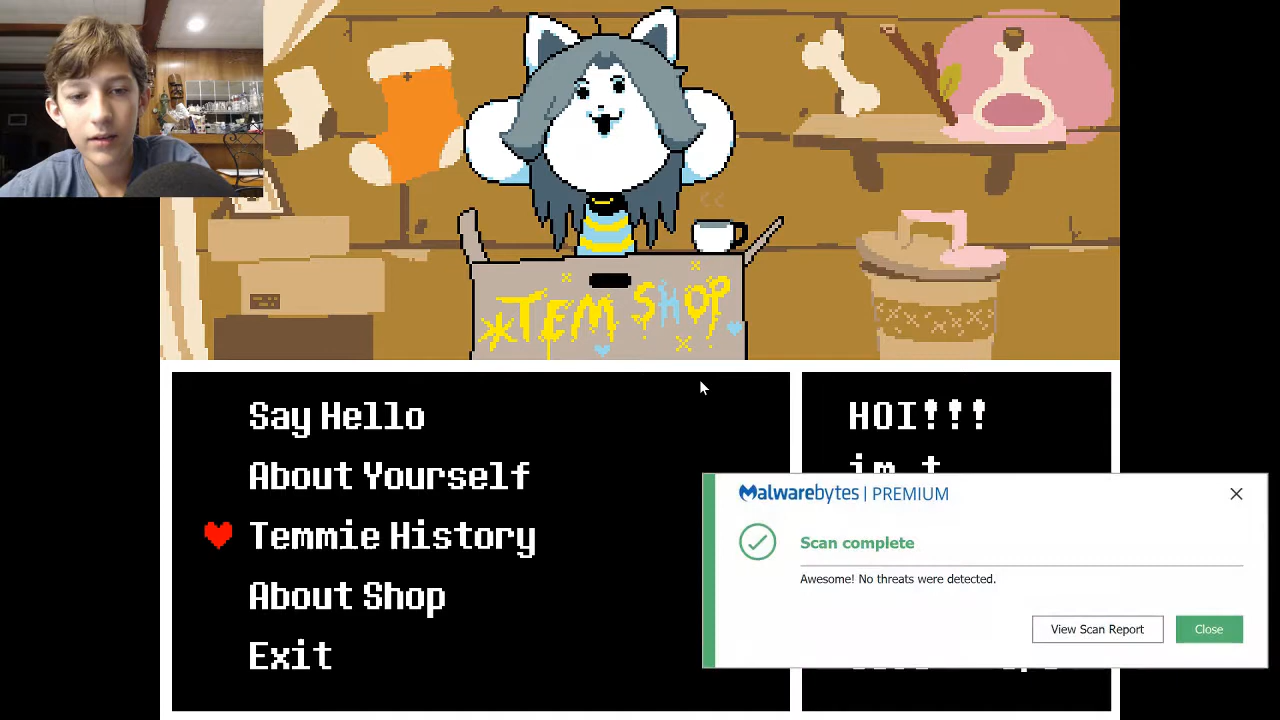 *TEM SHOP
Say Hello
About Yourself
Temmie History
About Shop
Exit
HOI!!!
im t
Malwarebytes | PREMIUM
Scan complete
Awesome! No threats were detected.
View Scan Report
Close